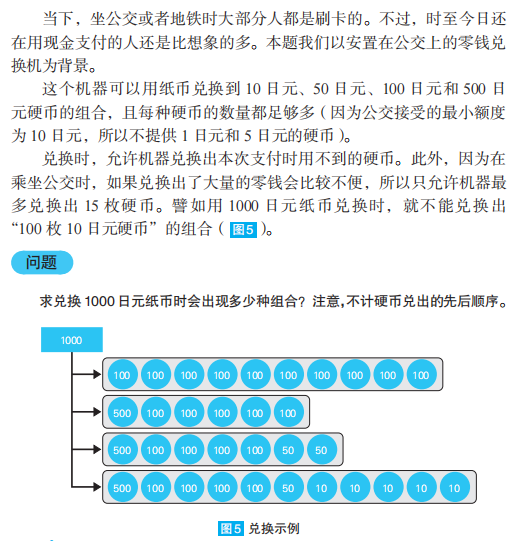 当下，坐公交或者地铁时大部分人都是刷卡的。不过，时至今日还
在用现金支付的人还是比想象的多。本题我们以安置在公交上的零钱兑
换机为背景。
这个机器可以用纸币兑换到 10 日元、50 日元、100 日元和 500 日
元硬币的组合，且每种硬币的数量都足够多（因为公交接受的最小额度
为 10 日元，所以不提供 1 日元和 5 日元的硬币）。
兑换时，允许机器兑换出本次支付时用不到的硬币。此外，因为在
乘坐公交时，如果兑换出了大量的零钱会比较不便，所以只允许机器最
多兑换出 15 枚硬币。譬如用 1000 日元纸币兑换时，就不能兑换出
“100 枚 10 日元硬币”的组合（图5）。
问题
求兑换 1000 日元纸币时会出现多少种组合？注意，不计硬币兑出的先后顺序。
1000
100 100 100 100 100 100 100 100 100 100
500 100 100 100 100 100
500 100 100 100 100 50 50
500 100 100 100 100 50 10 10 10 10 10
图5 兑换示例